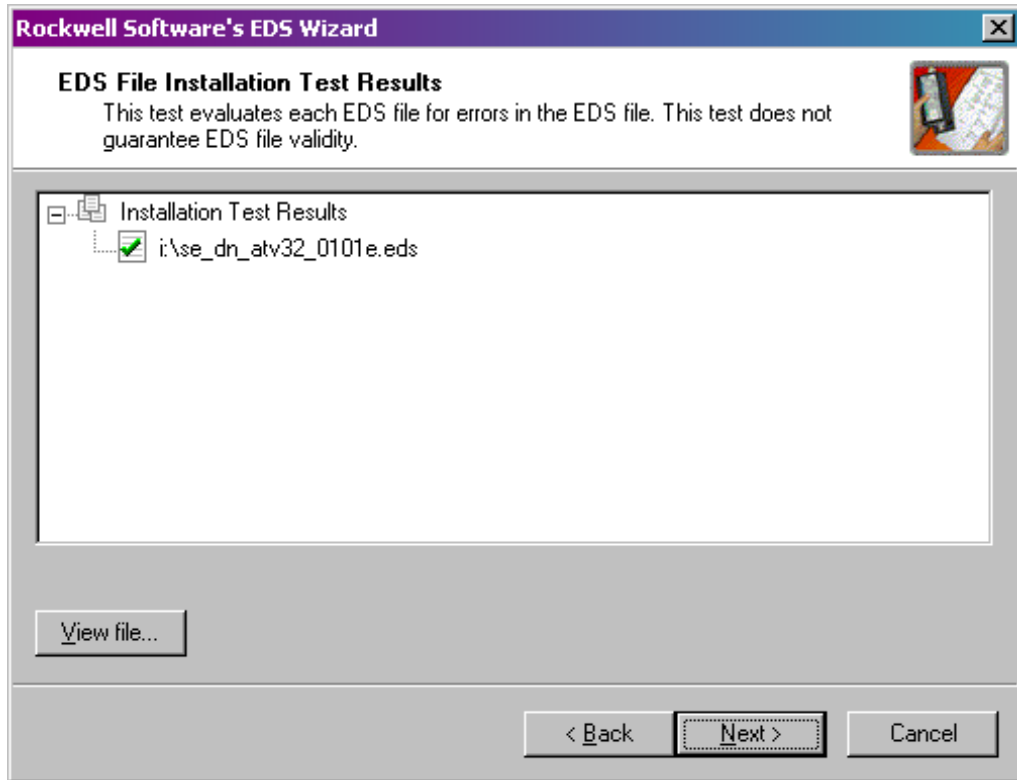 Rockwell Software's EDS Wizard
EDS File Installation Test Results
This test evaluates each EDS file for errors in the EDS file. This test does not
guarantee EDS file validity.
Installation Test Results
i:\se_dn_atv32_0101e.eds
View file...
< Back
Next >
Cancel